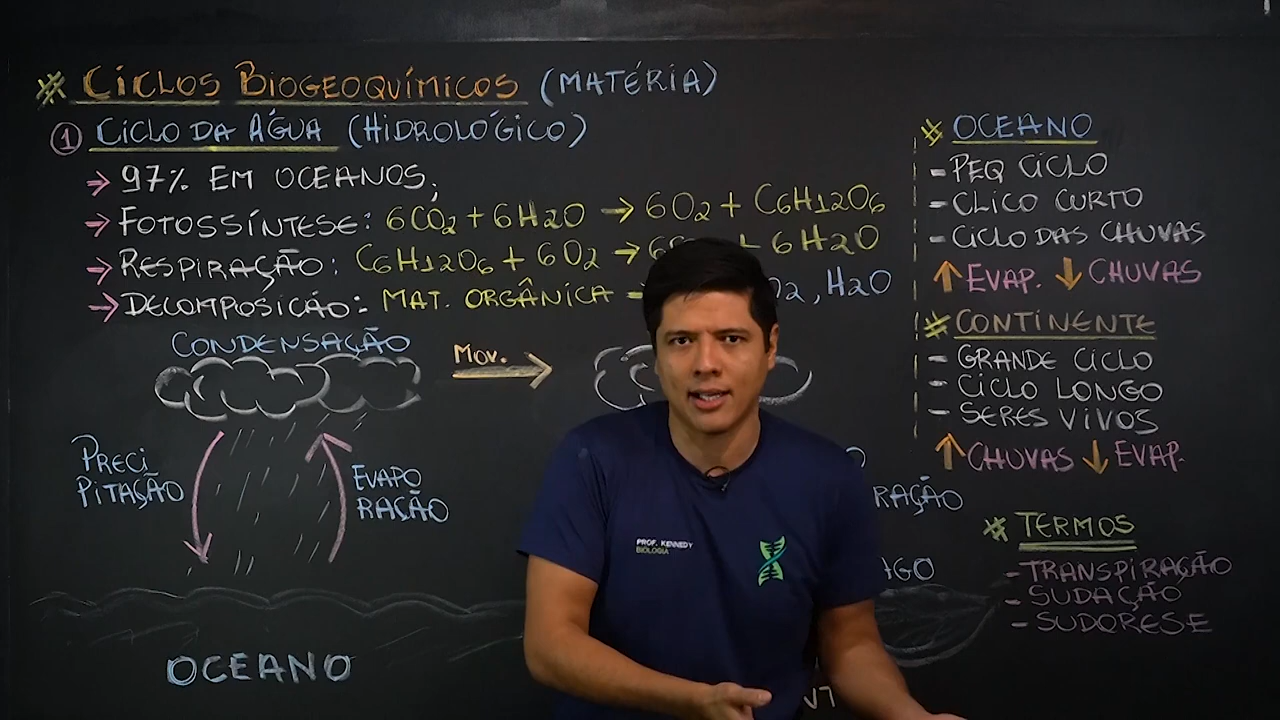 * CICLOS BIOGEOQUÍMICOS (MATÉRIA)
1 CICLO DA ÁGUA (HIDROLÓGICO)
→ 97% EM OCEANOS;
→ FOTOSSÍNTESE: 6CO2 + 6H2O → 6O2 + C6H12O6
→ RESPIRAÇÃO: C6H12O6 + 6O2 → + 6H2O
→ DECOMPOSICÃO: MAT. ORGÂNICA , H2O
CONDENSAÇÃO
MOV.
PRECI
PITAÇÃO
EVAPO
RAÇÃO
OCEANO
RAÇÃO
PROF. KENNEDY
BIOLOGIA
* OCEANO
- PEQ CICLO
- CLICO CURTO
- CICLO DAS CHUVAS
↑ EVAP. ↓ CHUVAS
* CONTINENTE
- GRANDE CICLO
- CICLO LONGO
- SERES VIVOS
↑ CHUVAS ↓ EVAP.
* TERMOS
- TRANSPIRAÇÃO
- SUDAÇÃO
- SUDORESE